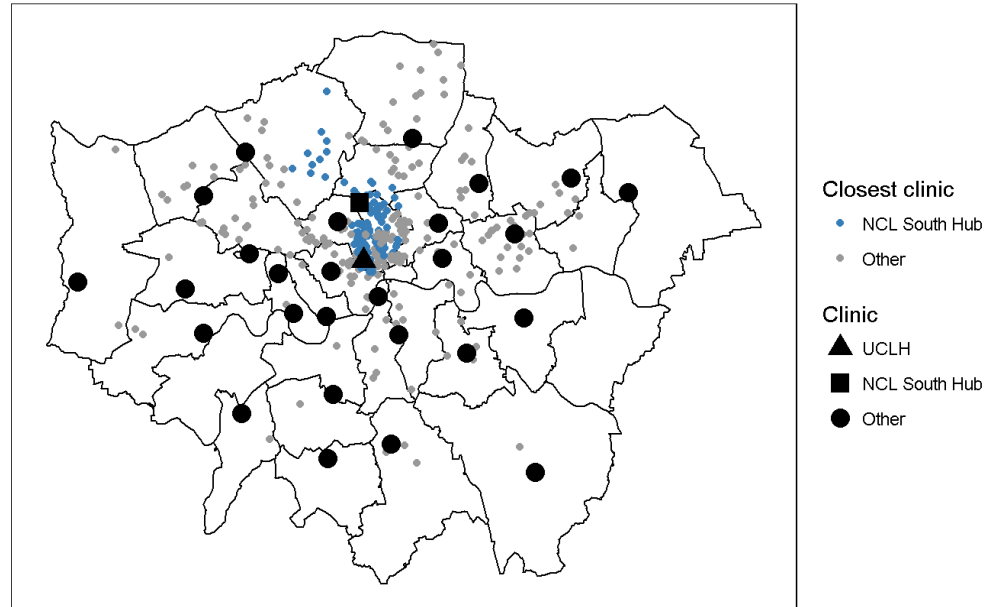 Closest clinic
NCL South Hub
Other
Clinic
UCLH
NCL South Hub
Other